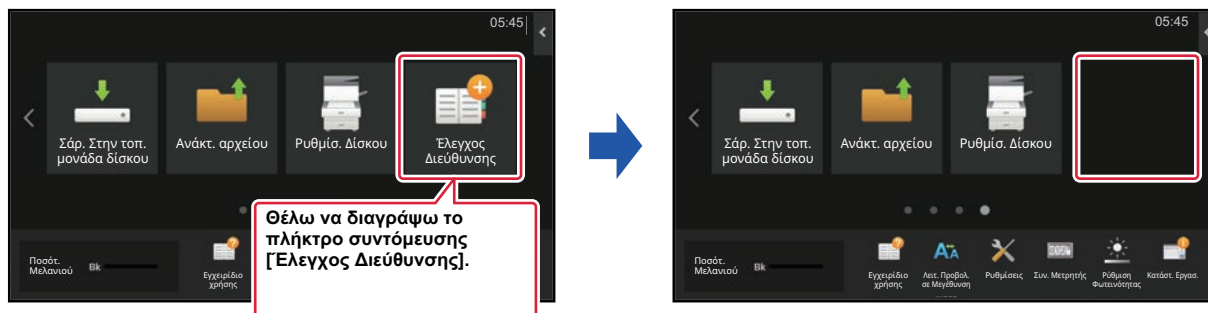 05:45
Σάρ. Στην τοπ.
μονάδα δίσκου
Ανάκτ. αρχείου
Ρυθμίσ. Δίσκου
Έλεγχος
Διεύθυνσης
Θέλω να διαγράψω το
πλήκτρο συντόμευσης
[Έλεγχος Διεύθυνσης].
Ποσότ.
Μελανιού
Bk
Εγχειρίδιο
χρήσης
05:45
Σάρ. Στην τοπ.
μονάδα δίσκου
Ανάκτ. αρχείου
Ρυθμίσ. Δίσκου
Ποσότ.
Μελανιού
Bk
Εγχειρίδιο
χρήσης
Λειτ. Προβολ.
σε Μεγέθυνση
Ρυθμίσεις
Συν. Μετρητής
Ρύθμιση
Φωτεινότητας
Κατάστ. Εργασ.